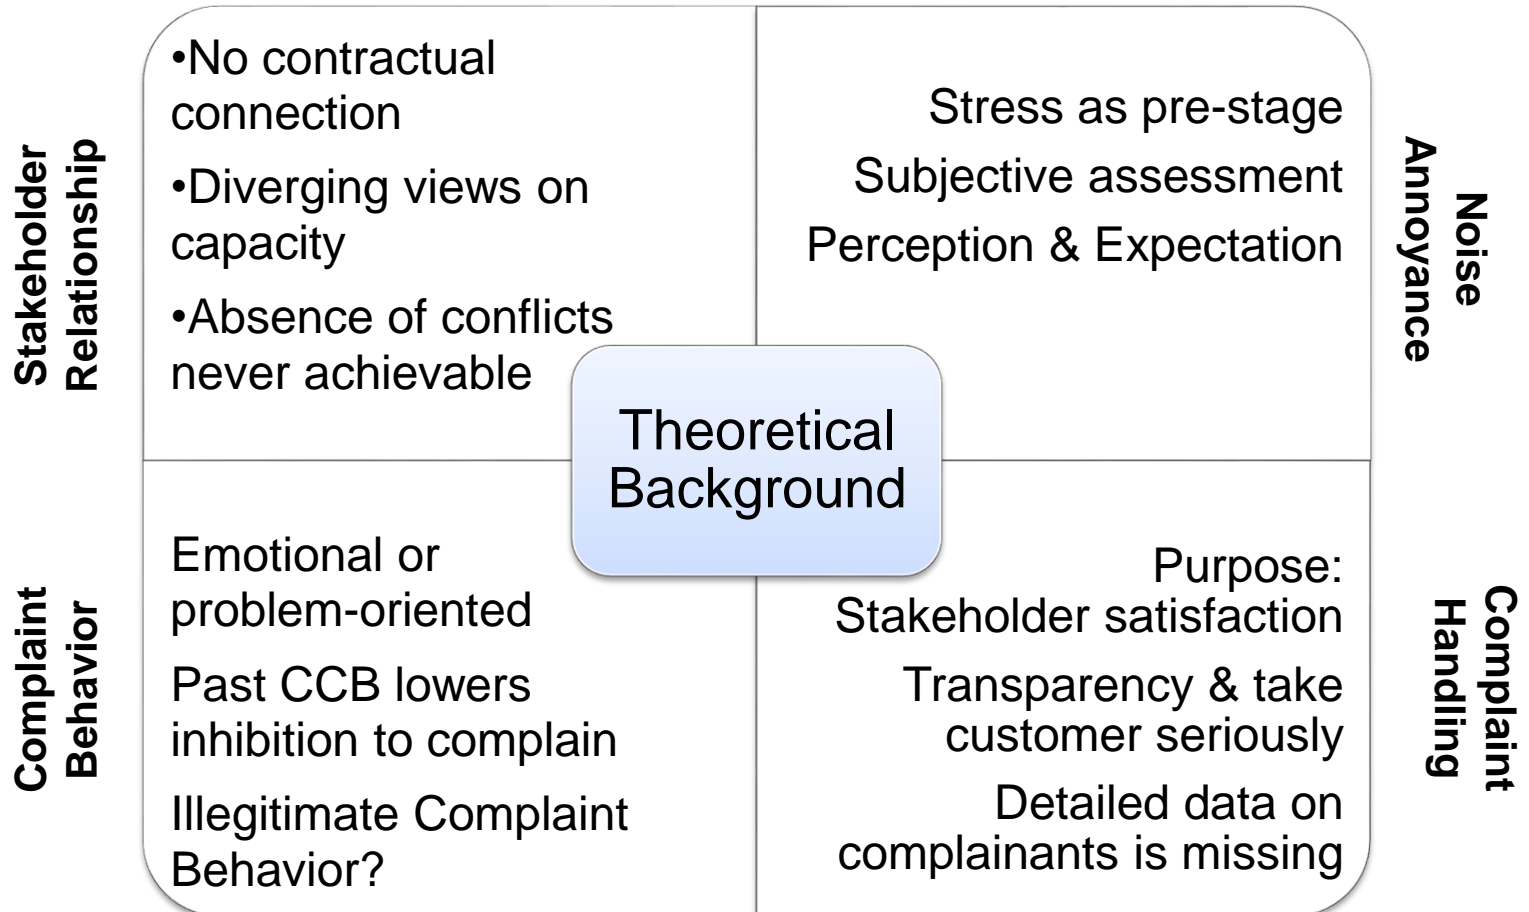 Stakeholder
Relationship
•No contractual
connection
•Diverging views on
capacity
•Absence of conflicts
never achievable
Stress as pre-stage
Subjective assessment
Perception & Expectation
Noise
Annoyance
Theoretical
Background
Complaint
Behavior
Emotional or
problem-oriented
Past CCB lowers
inhibition to complain
Illegitimate Complaint
Behavior?
Purpose:
Stakeholder satisfaction
Transparency & take
customer seriously
Detailed data on
complainants is missing
Complaint
Handling